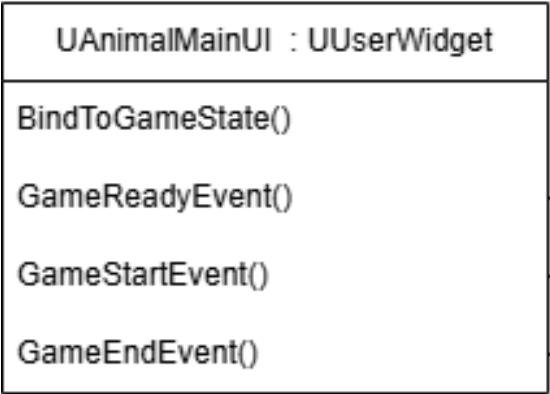 UAnimalMainUI : UUserWidget
BindToGameState()
GameReadyEvent()
GameStartEvent()
GameEndEvent()